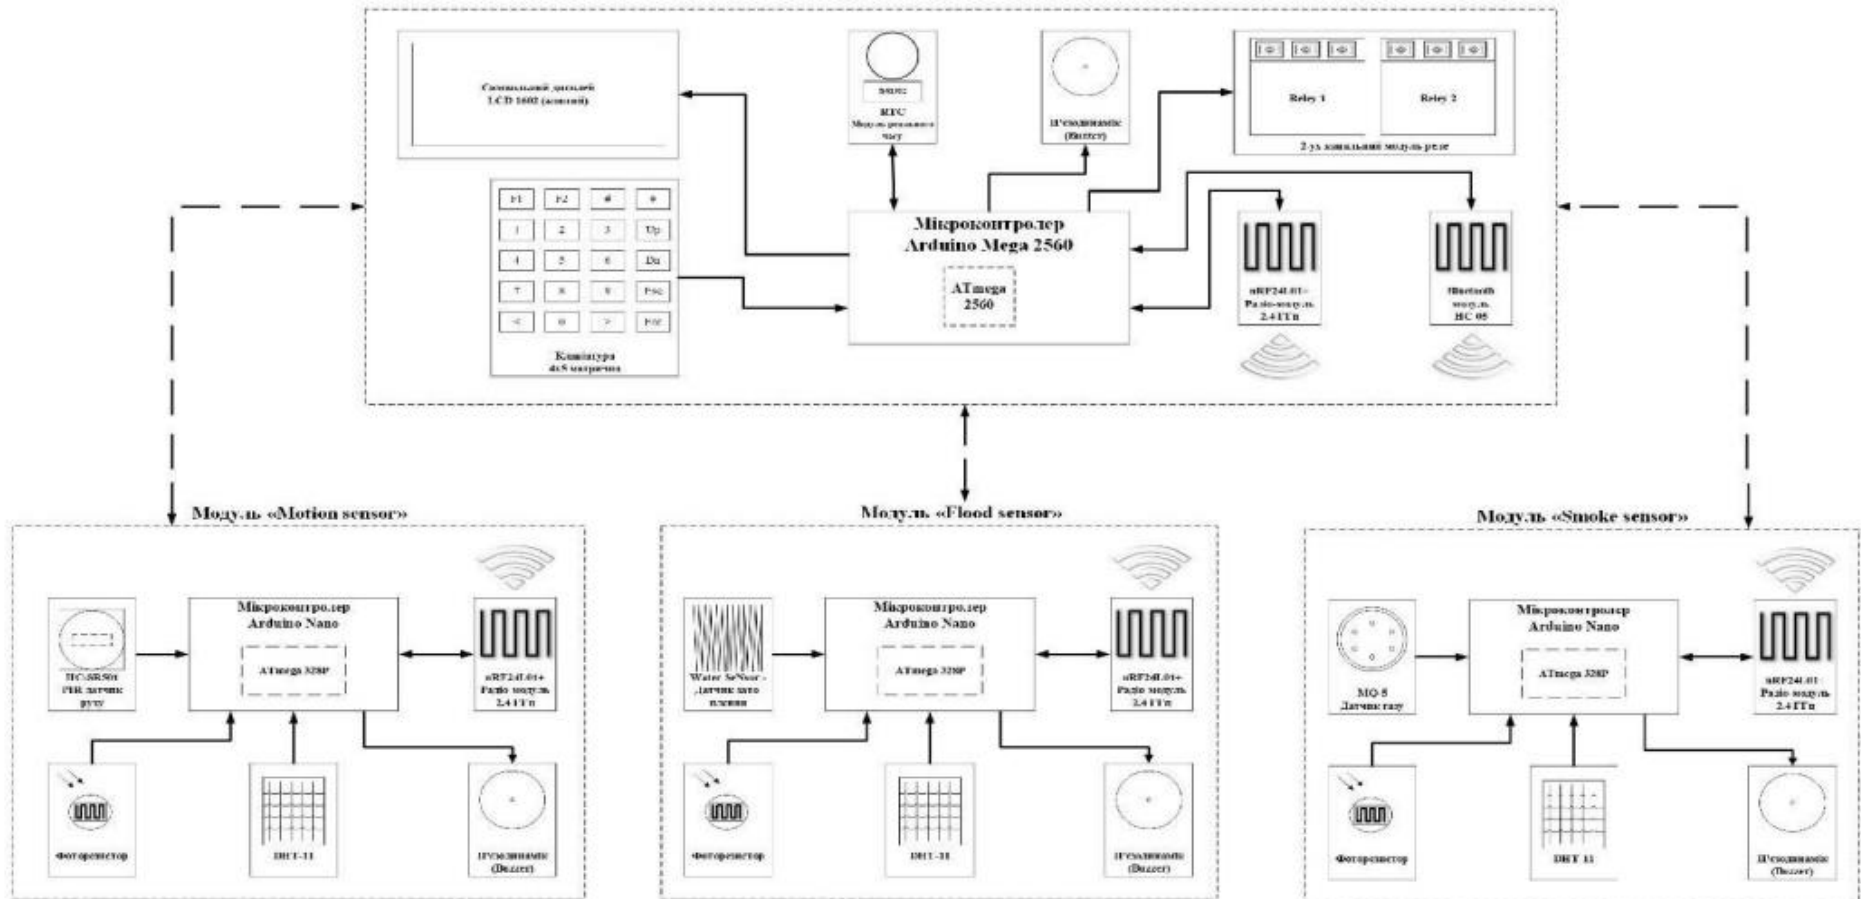 Символьний дисплей
LCD 1602 (жовтий)
RTC
Модуль реального
часу
П'єзодинамік
(Buzzer)
Reley 1
Reley 2
2-ух канальний модуль реле
F1 F2 # *
1 2 3 Up
4 5 6 Dn
7 8 9 Esc
< 0 > Ent
Клавіатура
4x5 матрична
Мікроконтролер
Arduino Mega 2560
ATmega
2560
nRF24L01+
Радіо-модуль
2.4 ГГц
Bluetooth
модуль
HC 05
Модуль «Motion sensor»
Мікроконтролер
Arduino Nano
ATmega 328P
HC-SR501
PIR датчик
руху
nRF24L01+
Радіо модуль
2.4 ГГц
Фоторезистор
DHT-11
П'єзодинамік
(Buzzer)
Модуль «Flood sensor»
Мікроконтролер
Arduino Nano
ATmega 328P
Water SeNsor -
Датчик зато
плення
nRF24L01+
Радіо модуль
2.4 ГГц
Фоторезистор
DHT-11
П'єзодинамік
(Buzzer)
Модуль «Smoke sensor»
Мікроконтролер
Arduino Nano
ATmega 328P
MQ-5
Датчик газу
nRF24L01
Радіо-модуль
2.4 ГГц
Фоторезистор
DHT 11
П'єзодинамік
(Buzzer)